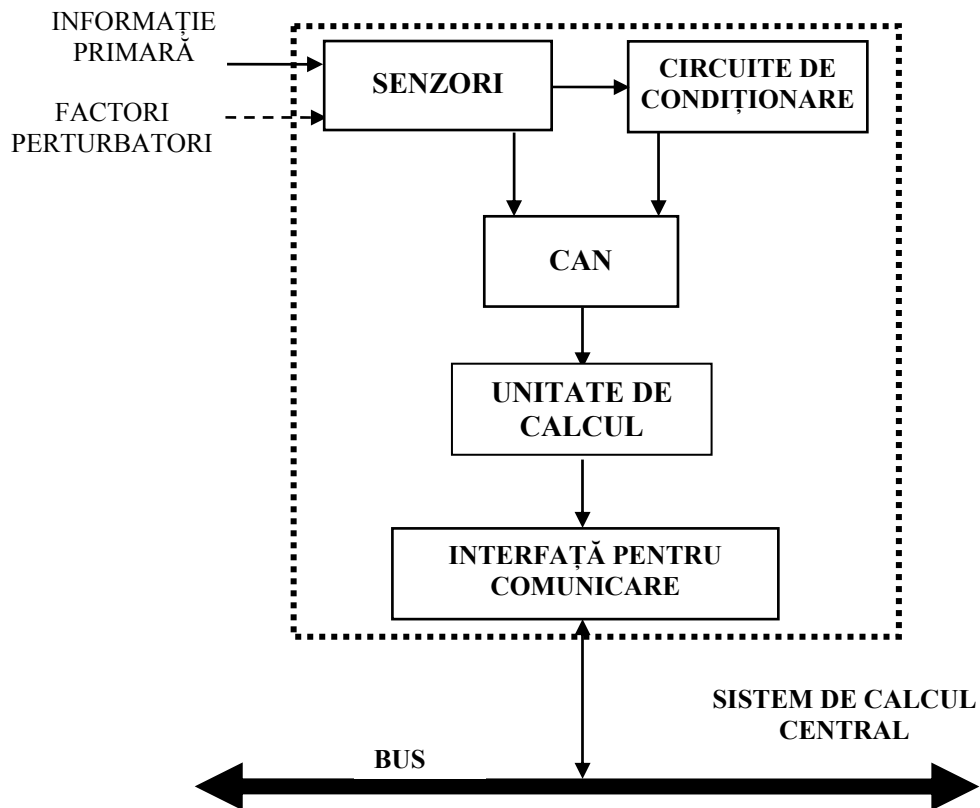 INFORMAȚIE
PRIMARĂ
FACTORI
PERTURBATORI
SENZORI
CIRCUITE DE
CONDIȚIONARE
CAN
UNITATE DE
CALCUL
INTERFAȚĂ PENTRU
COMUNICARE
SISTEM DE CALCUL
CENTRAL
BUS